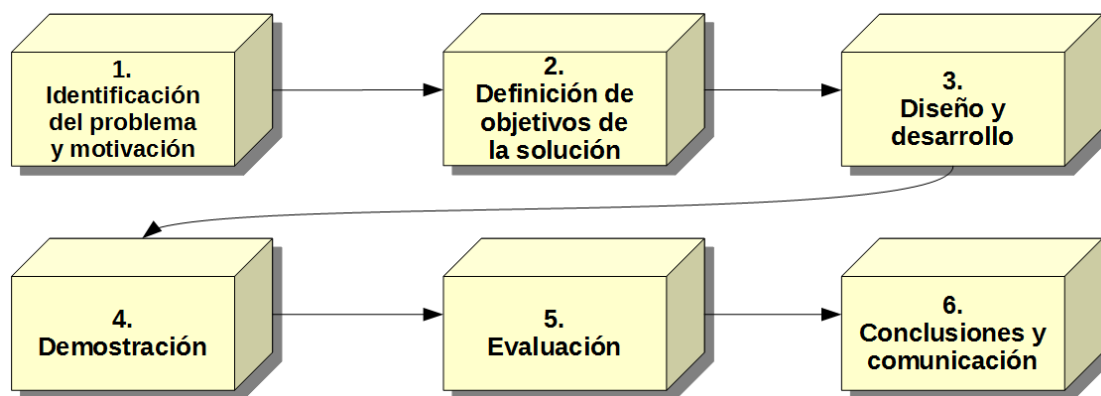 1.
Identificación
del problema
y motivación
2.
Definición de
objetivos de
la solución
3.
Diseño y
desarrollo
4.
Demostración
5.
Evaluación
6.
Conclusiones y
comunicación